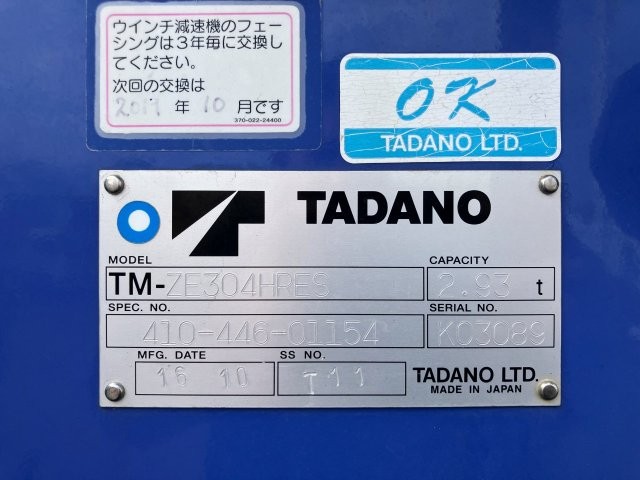 ウインチ減速機のフェー
シングは３年毎に交換し
てください。
次回の交換は
2019 年 10 月です
370-022-24400
OK
TADANO LTD.
TADANO
MODEL
TM-ZE304HRES
CAPACITY
2.93 t
SPEC. NO.
410-446-01154
SERIAL NO.
K03089
MFG. DATE
16 10
SS NO.
T11
TADANO LTD.
MADE IN JAPAN